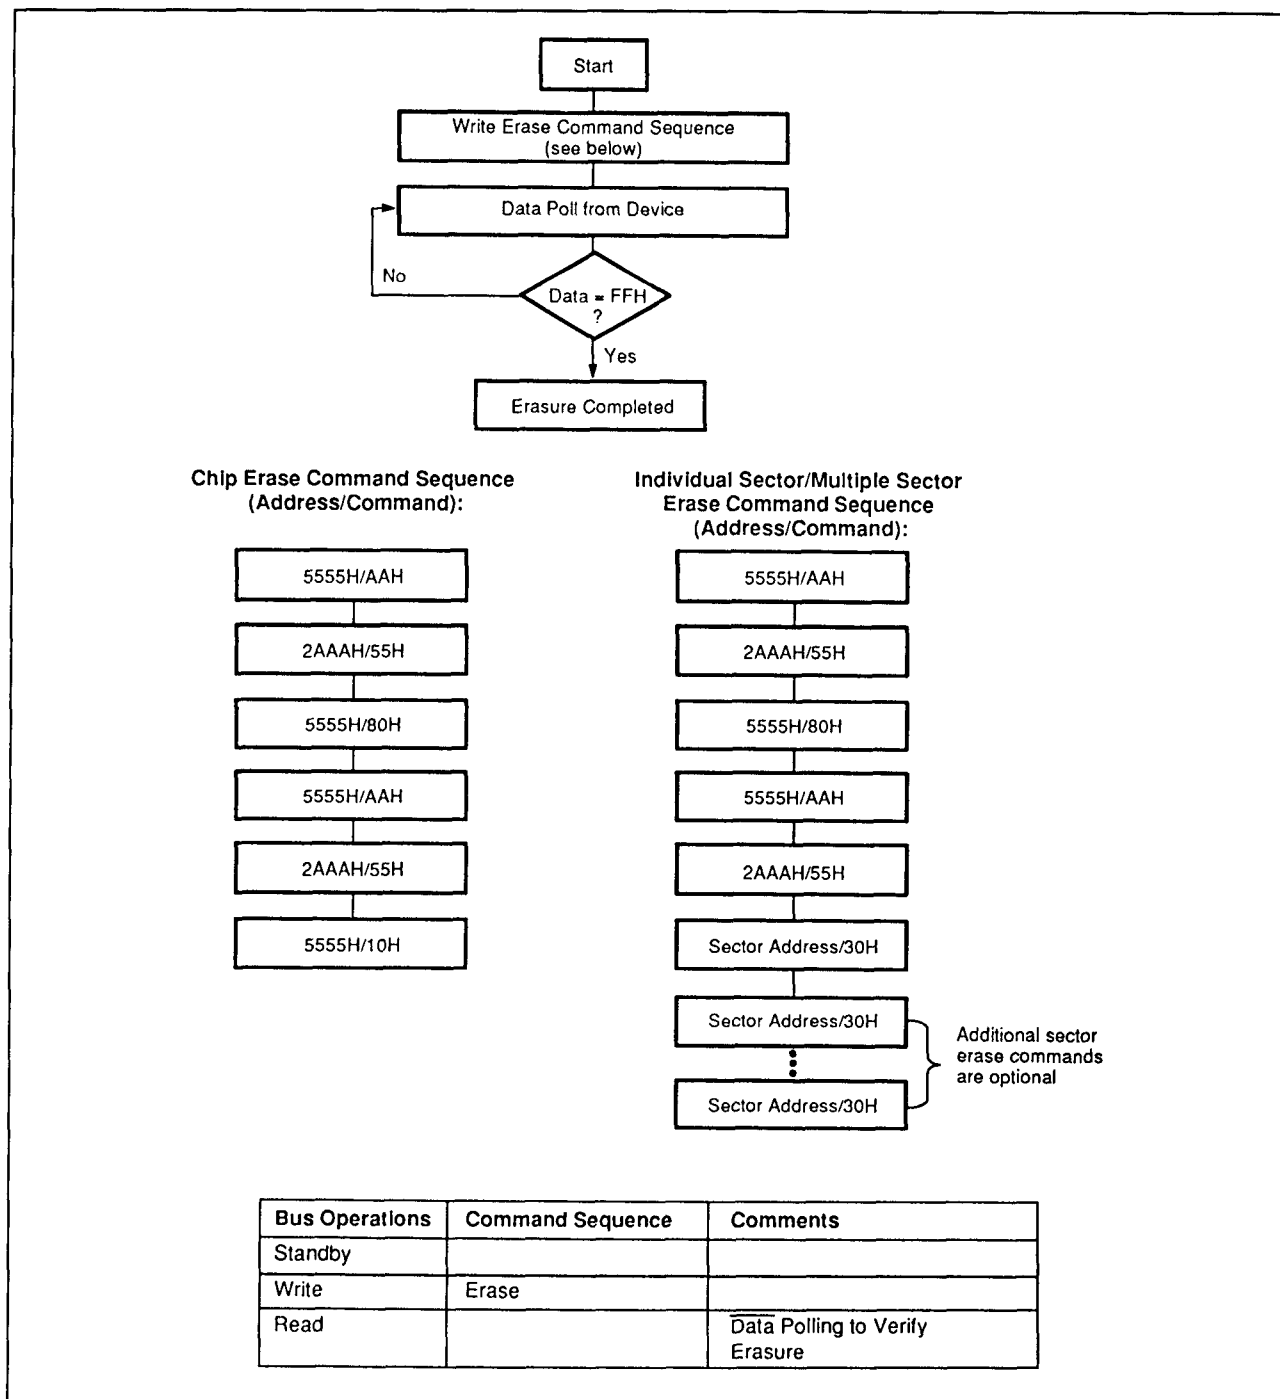 Start
Write Erase Command Sequence
(see below)
Data Poll from Device
No
Data = FFH
?
Yes
Erasure Completed
Chip Erase Command Sequence
(Address/Command):
5555H/AAH
2AAAH/55H
5555H/80H
5555H/AAH
2AAAH/55H
5555H/10H
Individual Sector/Multiple Sector
Erase Command Sequence
(Address/Command):
5555H/AAH
2AAAH/55H
5555H/80H
5555H/AAH
2AAAH/55H
Sector Address/30H
Sector Address/30H
Sector Address/30H
Additional sector
erase commands
are optional
Bus Operations Command Sequence Comments
Standby
Write Erase
Read D̅a̅t̅a̅ Polling to Verify
Erasure